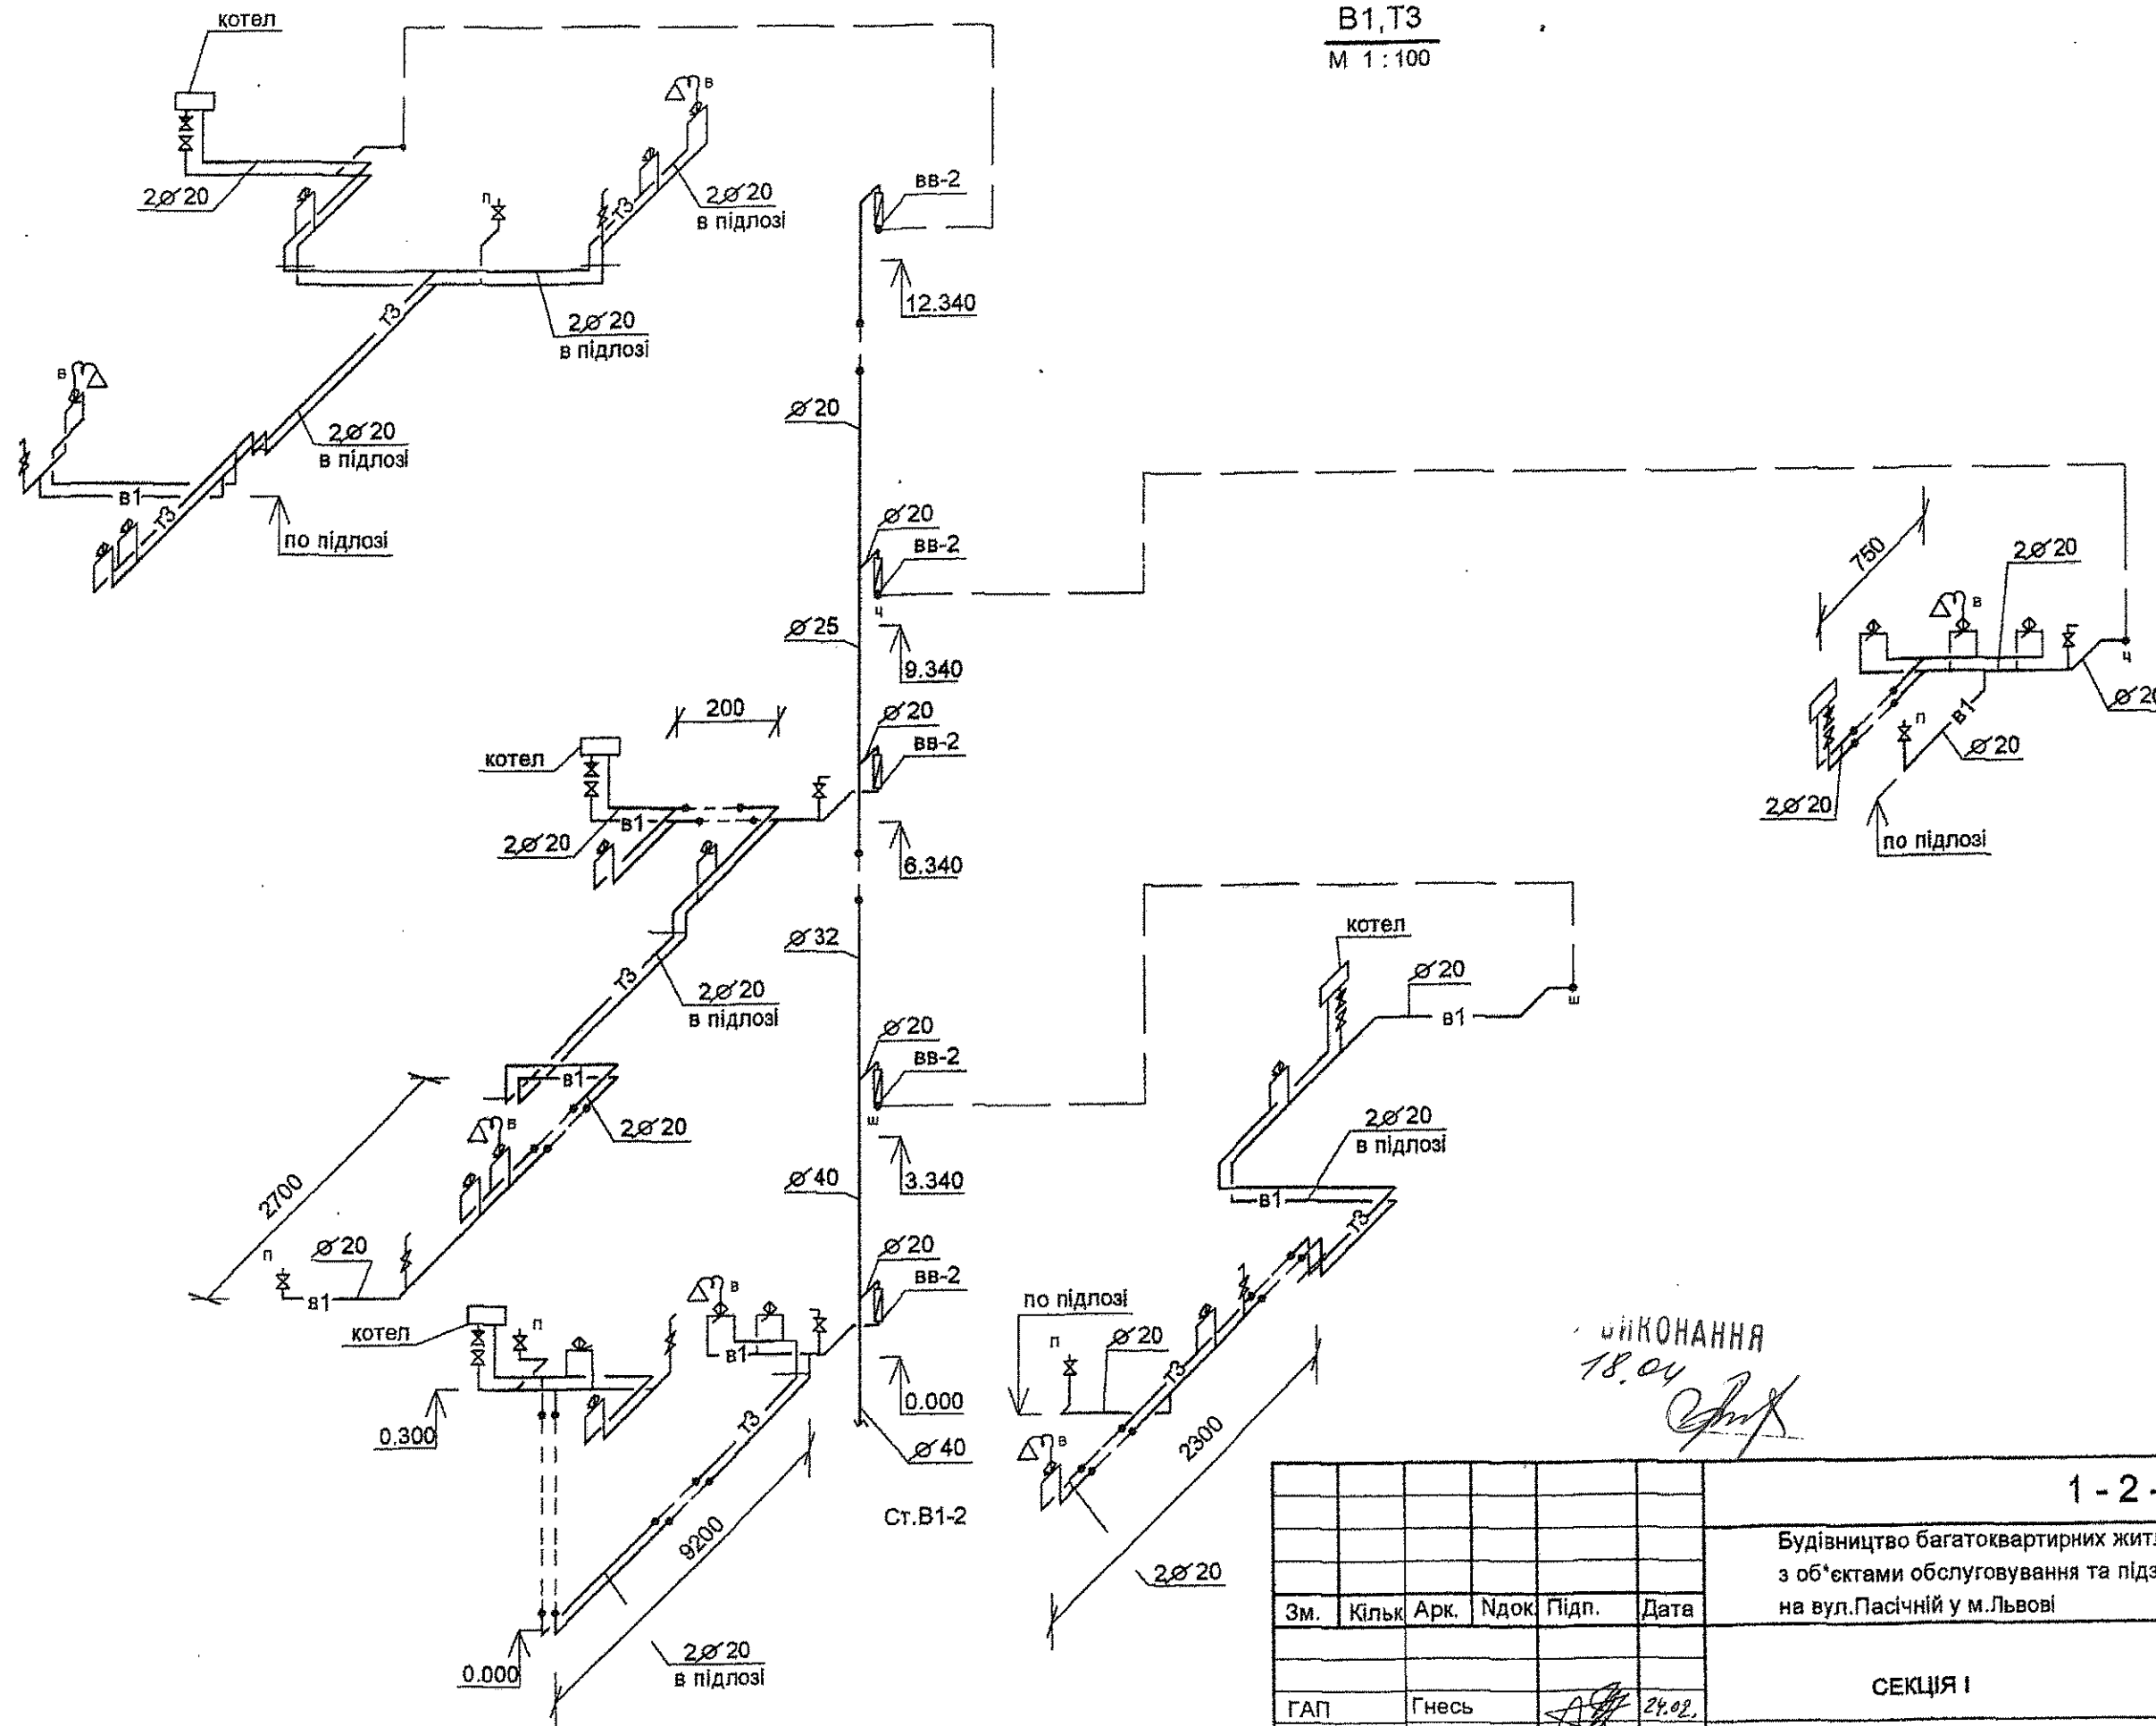 В1,Т3
М 1 : 100
котел
2⌀20
п
в
т3
2⌀20
в підлозі
2⌀20
в підлозі
т3
2⌀20
в підлозі
в
в1
т3
по підлозі
вв-2
12.340
⌀20
⌀20
вв-2
ч
⌀25
9.340
200
⌀20
вв-2
котел
в1
2⌀20
6.340
⌀32
т3
2⌀20
в підлозі
⌀20
вв-2
ш
3.340
в1
2⌀20
в
2700
⌀40
п
⌀20
в1
⌀20
вв-2
0.000
⌀40
Ст.В1-2
котел
п
в
в1
0,300
т3
9200
0.000
2⌀20
в підлозі
750
2⌀20
в
ч
п
в1
⌀20
2⌀20
по підлозі
котел
⌀20
в1
ш
2⌀20
в підлозі
в1
т3
по підлозі
п
⌀20
т3
в
2300
2⌀20
18.04
1 - 2 -
Будівництво багатоквартирних
з об*єктами обслуговування та
на вул.Пасічній у м.Львові
Зм. Кільк Арк. Nдок Підп. Дата
СЕКЦІЯ І
ГАП Гнесь 24.02.